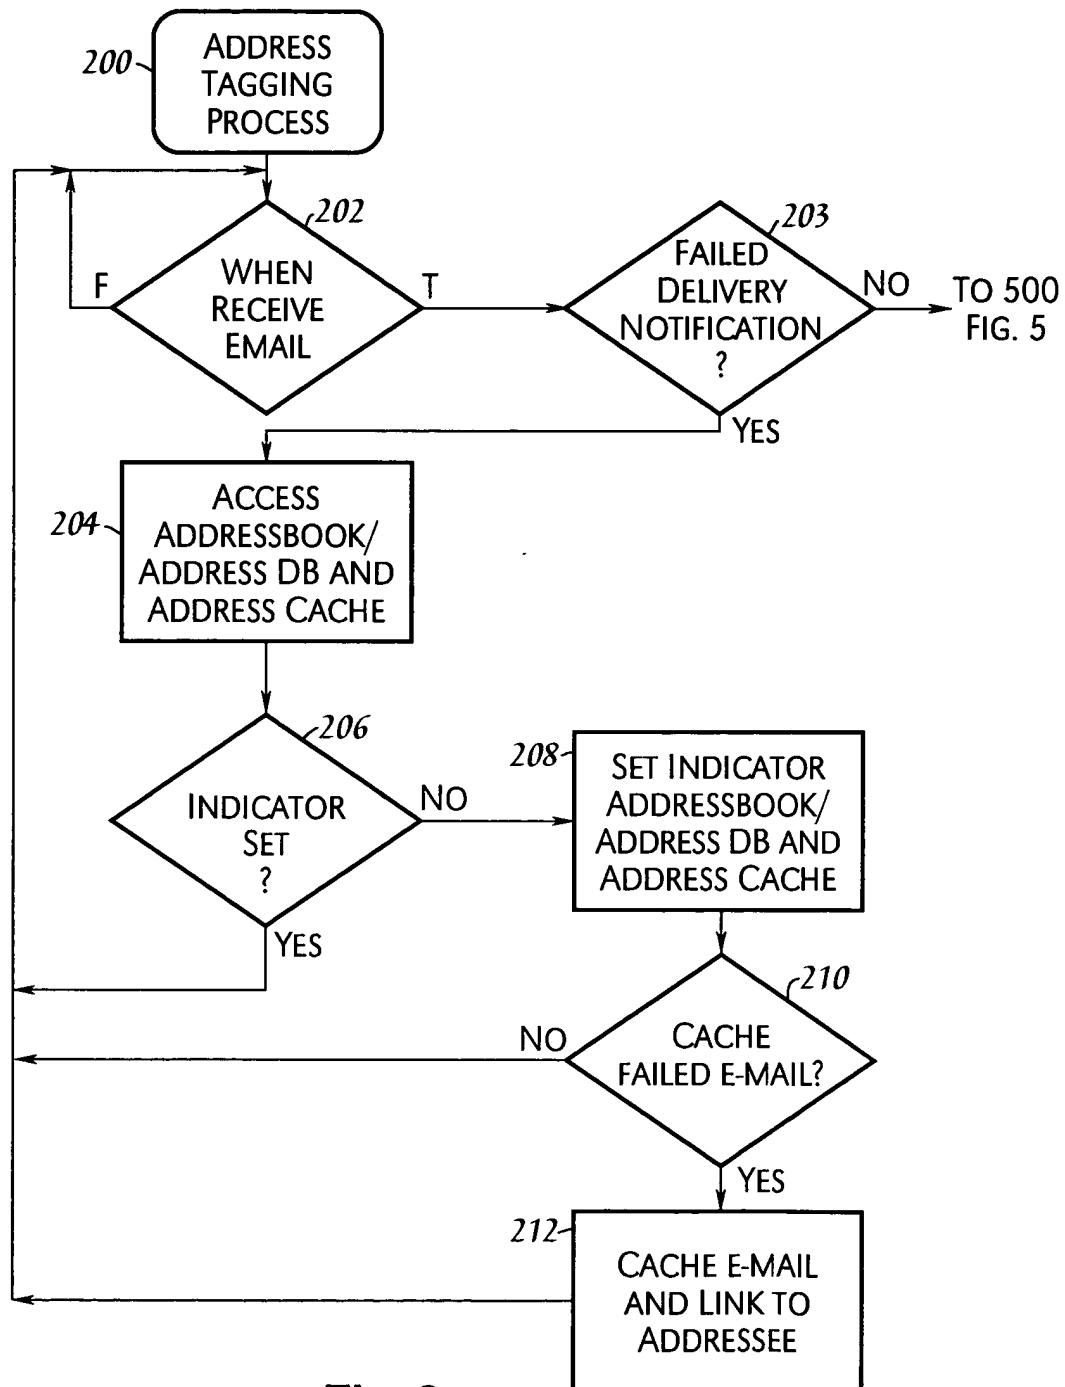 200
ADDRESS
TAGGING
PROCESS
202
WHEN
RECEIVE
EMAIL
F
T
203
FAILED
DELIVERY
NOTIFICATION
?
NO
TO 500
FIG. 5
YES
204
ACCESS
ADDRESSBOOK/
ADDRESS DB AND
ADDRESS CACHE
206
INDICATOR
SET
?
NO
YES
208
SET INDICATOR
ADDRESSBOOK/
ADDRESS DB AND
ADDRESS CACHE
210
CACHE
FAILED E-MAIL?
NO
YES
212
CACHE E-MAIL
AND LINK TO
ADDRESSEE